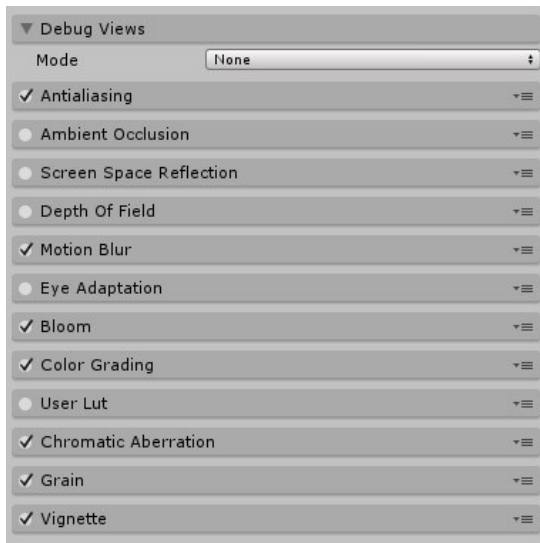 Debug Views
Mode None
Antialiasing
Ambient Occlusion
Screen Space Reflection
Depth Of Field
Motion Blur
Eye Adaptation
Bloom
Color Grading
User Lut
Chromatic Aberration
Grain
Vignette